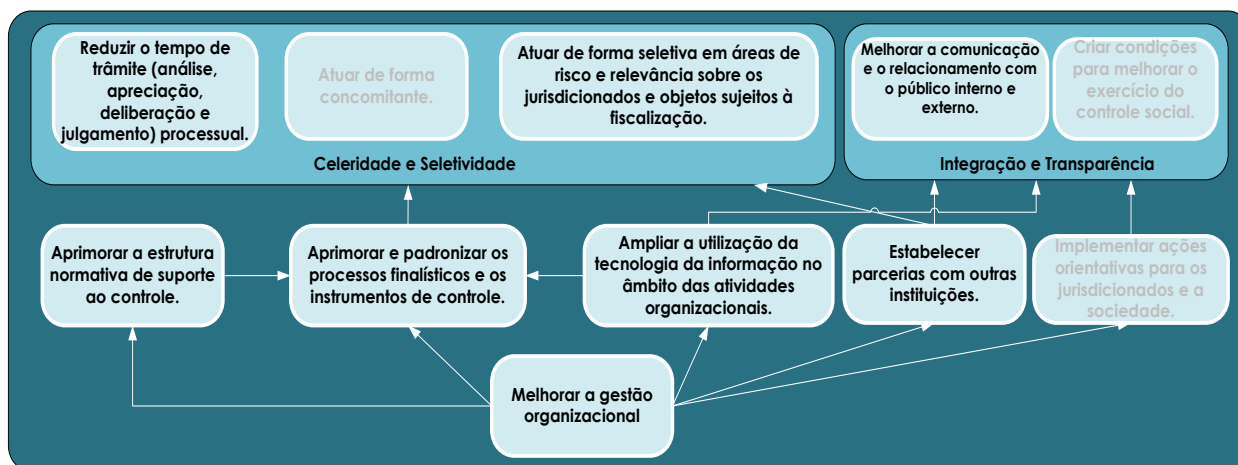 Reduzir o tempo de
trâmite (análise,
apreciação,
deliberação e
julgamento) processual.
Atuar de forma
concomitante.
Atuar de forma seletiva em áreas de
risco e relevância sobre os
jurisdicionados e objetos sujeitos à
fiscalização.
Celeridade e Seletividade
Melhorar a comunicação
e o relacionamento com
o público interno e
externo.
Criar condições
para melhorar o
exercício do
controle social.
Integração e Transparência
Aprimorar a estrutura
normativa de suporte
ao controle.
Aprimorar e padronizar os
processos finalísticos e os
instrumentos de controle.
Ampliar a utilização da
tecnologia da informação no
âmbito das atividades
organizacionais.
Estabelecer
parcerias com outras
instituições.
Implementar ações
orientativas para os
jurisdicionados e a
sociedade.
Melhorar a gestão
organizacional